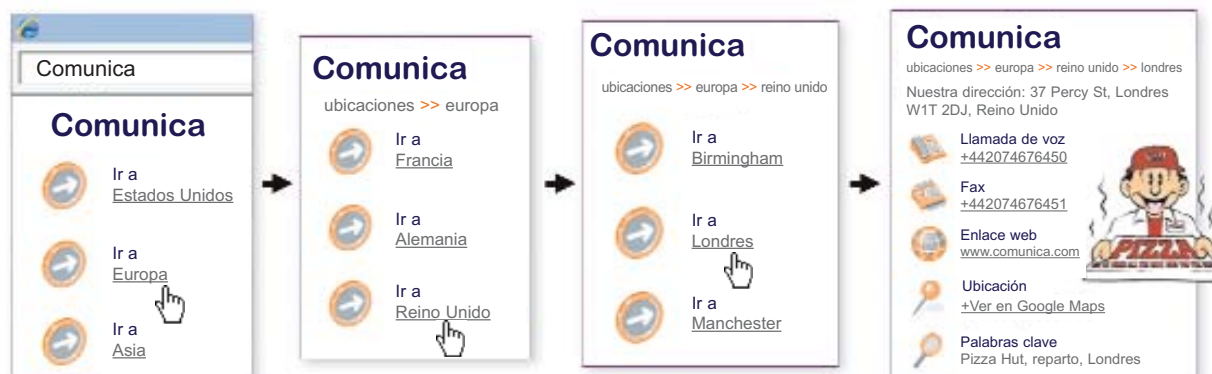 Comunica
Comunica
Ir a
Estados Unidos
Ir a
Europa
Ir a
Asia
Comunica
ubicaciones >> europa
Ir a
Francia
Ir a
Alemania
Ir a
Reino Unido
Comunica
ubicaciones >> europa >> reino unido
Ir a
Birmingham
Ir a
Londres
Ir a
Manchester
Comunica
ubicaciones >> europa >> reino unido >> londres
Nuestra dirección: 37 Percy St, Londres
W1T 2DJ, Reino Unido
Llamada de voz
+442074676450
Fax
+442074676451
Enlace web
www.comunica.com
Ubicación
+Ver en Google Maps
Palabras clave
Pizza Hut, reparto, Londres
PIZZA